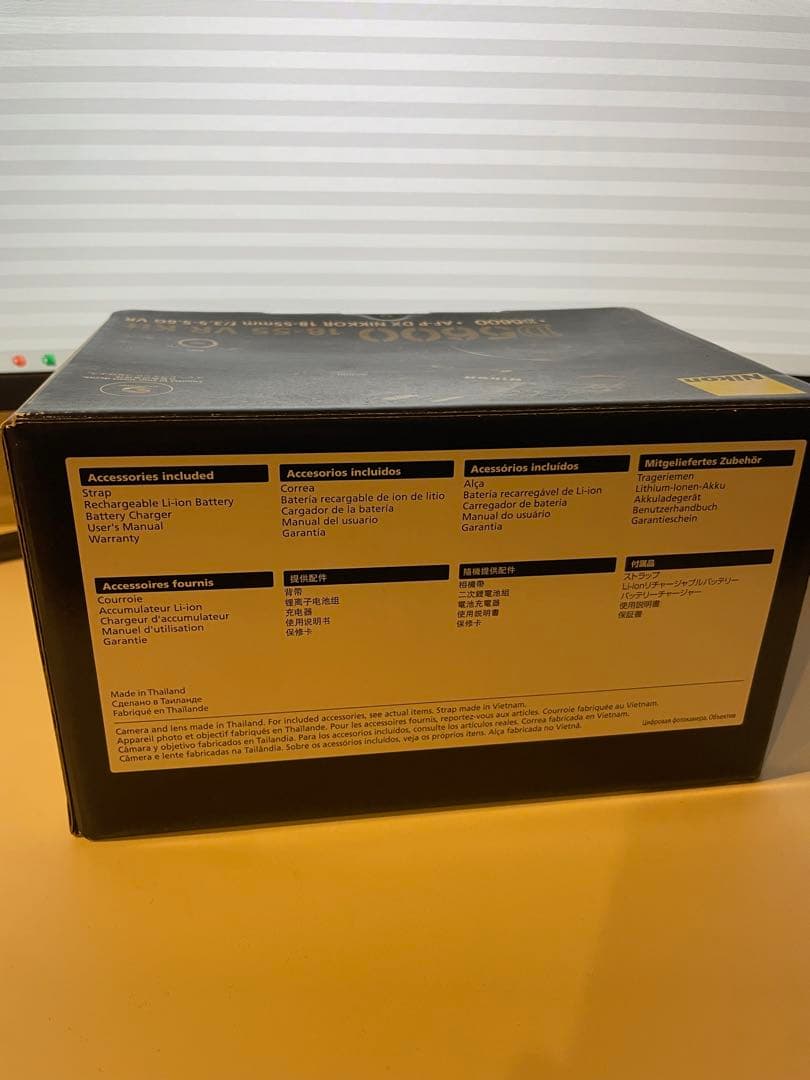 Nikon
D5600 18-55 VR Kit
• D5600 • AF-P DX NIKKOR 18-55mm f/3.5-5.6G VR
Accessories included
Strap
Rechargeable Li-ion Battery
Battery Charger
User's Manual
Warranty
Accesorios incluidos
Correa
Batería recargable de ion de litio
Cargador de la batería
Manual del usuario
Garantía
Acessórios incluídos
Alça
Bateria recarregável de Li-ion
Carregador de bateria
Manual do usuário
Garantia
Mitgeliefertes Zubehör
Trageriemen
Lithium-Ionen-Akku
Akkuladegerät
Benutzerhandbuch
Garantieschein
Accessoires fournis
Courroie
Accumulateur Li-ion
Chargeur d'accumulateur
Manuel d'utilisation
Garantie
提供配件
背带
锂离子电池组
充电器
使用说明书
保修卡
隨機提供配件
相機帶
二次鋰電池組
電池充電器
使用說明書
保修卡
付属品
ストラップ
Li-ionリチャージャブルバッテリー
バッテリーチャージャー
使用説明書
保証書
Made in Thailand
Сделано в Таиланде
Fabriqué en Thaïlande
Camera and lens made in Thailand. For included accessories, see actual items. Strap made in Vietnam.
Appareil photo et objectif fabriqués en Thaïlande. Pour les accessoires fournis, reportez-vous aux articles. Courroie fabriquée au Vietnam.
Cámara y objetivo fabricados en Tailandia. Para los accesorios incluidos, consulte los artículos reales. Correa fabricada en Vietnam.
Câmera e lente fabricadas na Tailândia. Sobre os acessórios incluídos, veja os próprios itens. Alça fabricada no Vietnã.
Цифровая фотокамера, Объектив